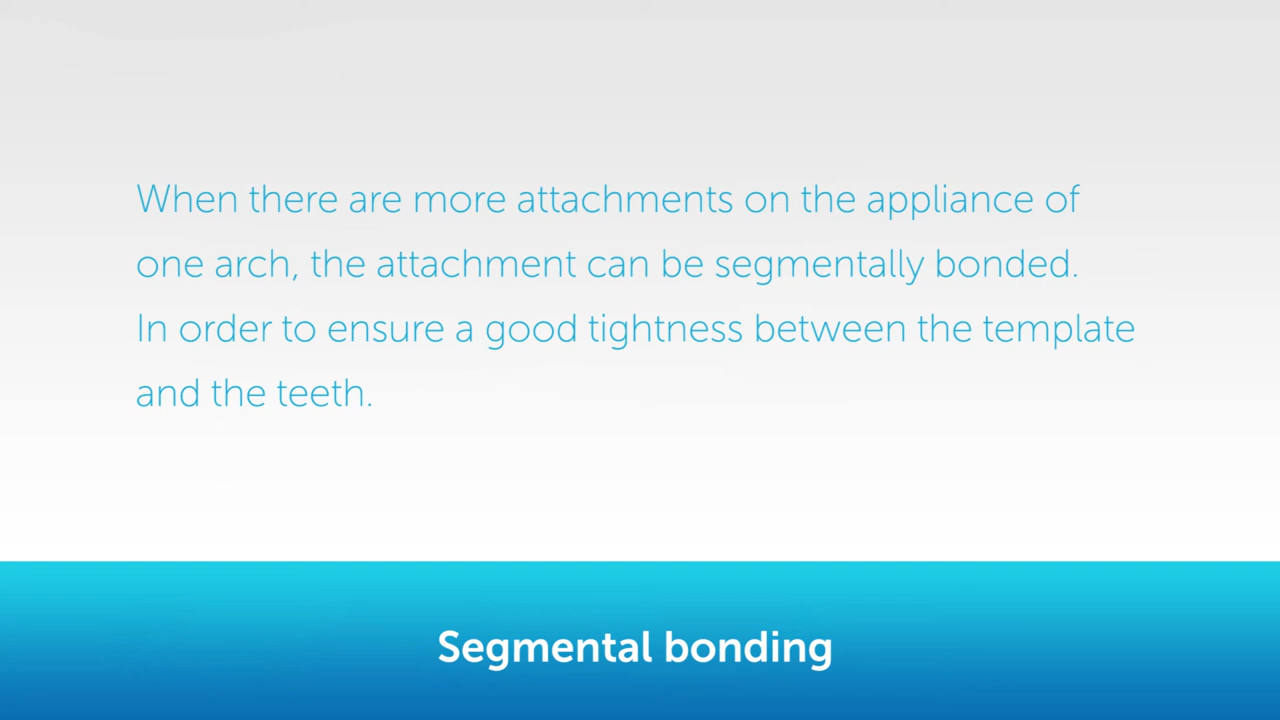 When there are more attachments on the appliance of
one arch, the attachment can be segmentally bonded.
In order to ensure a good tightness between the template
and the teeth.
Segmental bonding